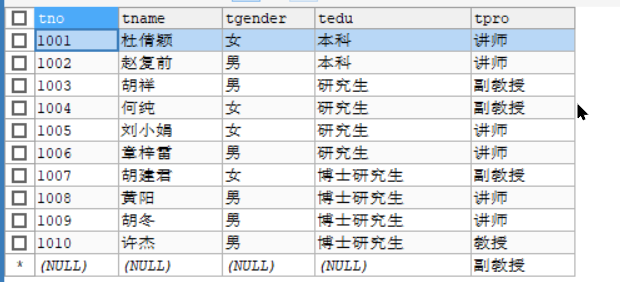 tno tname tgender tedu tpro
1001 杜倩颖 女 本科 讲师
1002 赵复前 男 本科 讲师
1003 胡祥 男 研究生 副教授
1004 何纯 女 研究生 副教授
1005 刘小娟 女 研究生 讲师
1006 章梓雷 男 研究生 讲师
1007 胡建君 女 博士研究生 副教授
1008 黄阳 男 博士研究生 讲师
1009 胡冬 男 博士研究生 讲师
1010 许杰 男 博士研究生 教授
* (NULL) (NULL) (NULL) (NULL) 副教授